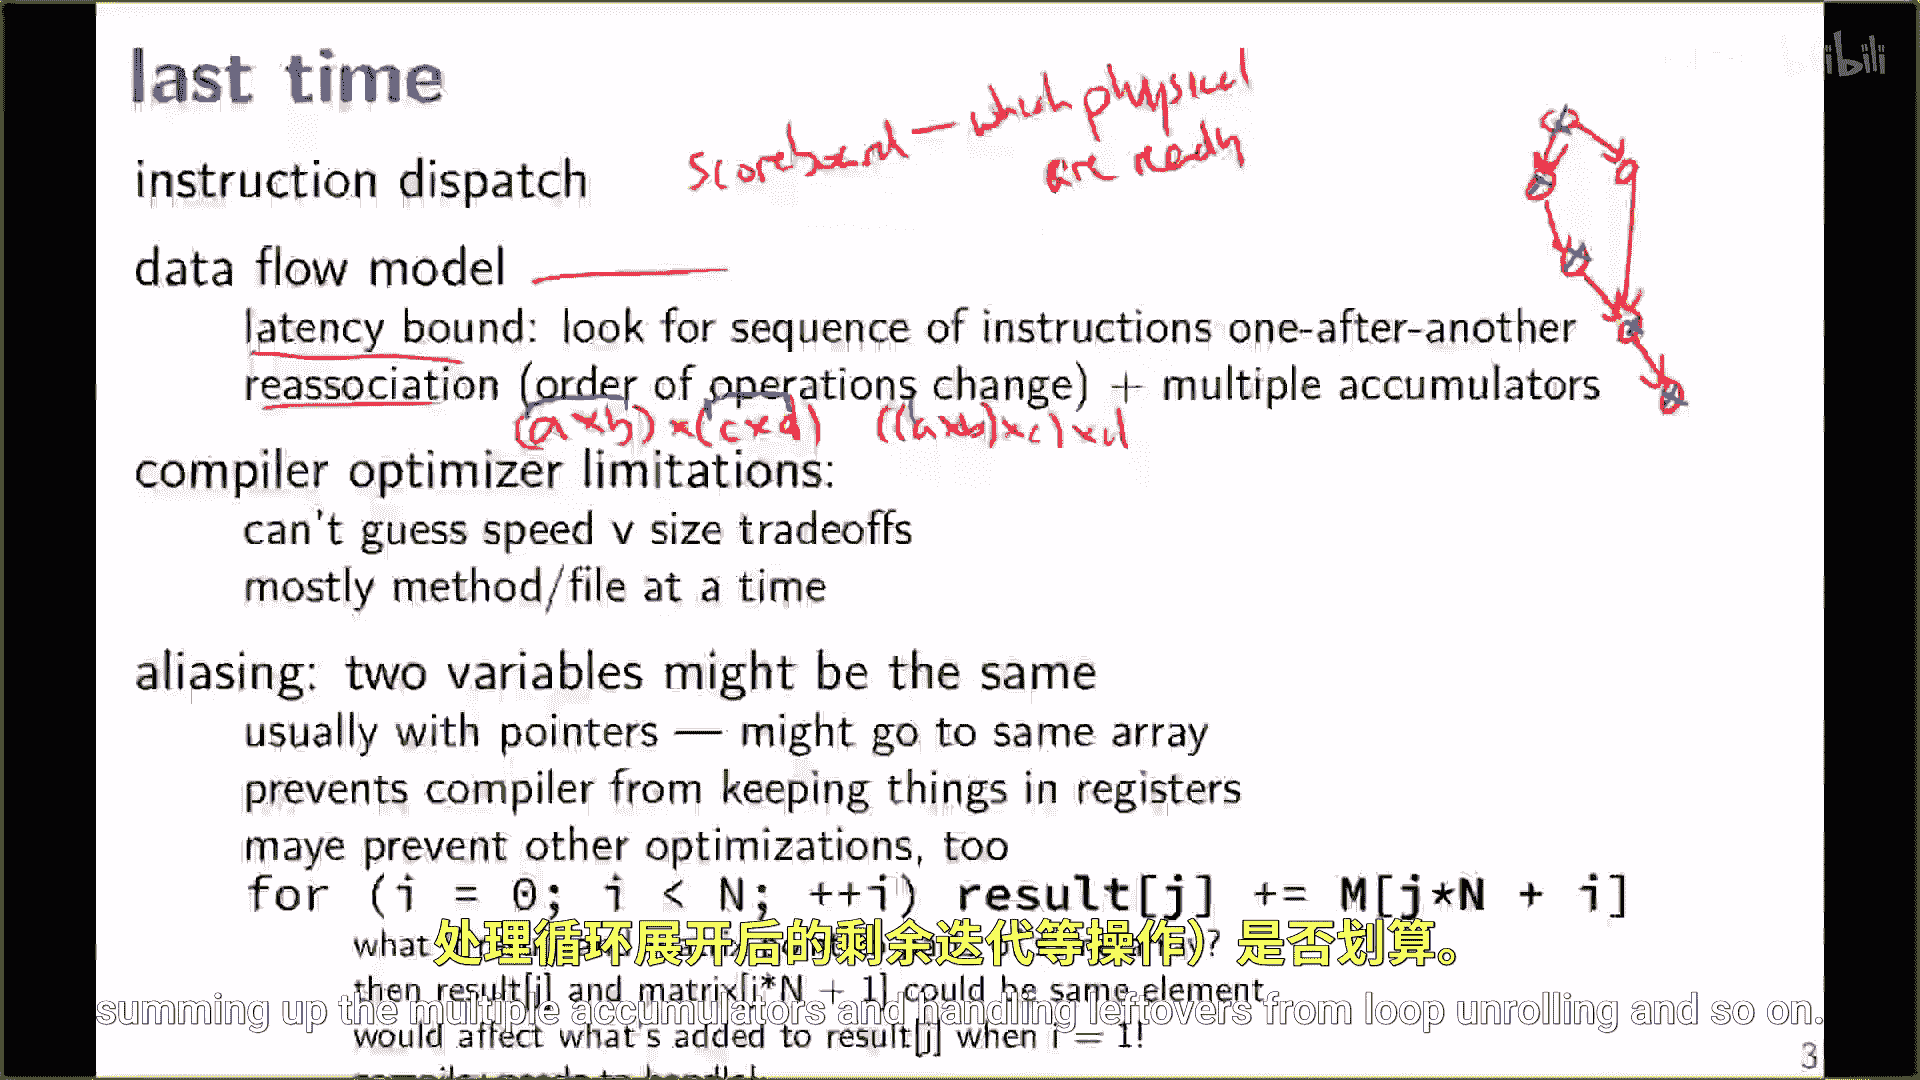 last time
bilibili
scoreboard — which physical
are ready
instruction dispatch
data flow model
latency bound: look for sequence of instructions one-after-another
reassociation (order of operations change) + multiple accumulators
(a×b)×(c×d) ((a×b)×c)×d
compiler optimizer limitations:
can't guess speed v size tradeoffs
mostly method/file at a time
aliasing: two variables might be the same
usually with pointers — might go to same array
prevents compiler from keeping things in registers
maye prevent other optimizations, too
for (i = 0; i < N; ++i) result[j] += M[j*N + i]
what ?
处理循环展开后的剩余迭代等操作）是否划算。
then result[j] and matrix[j*N + 1] could be same element
summing up the multiple accumulators and handling leftovers from loop unrolling and so on.
would affect what's added to result[j] when i = 1!
3